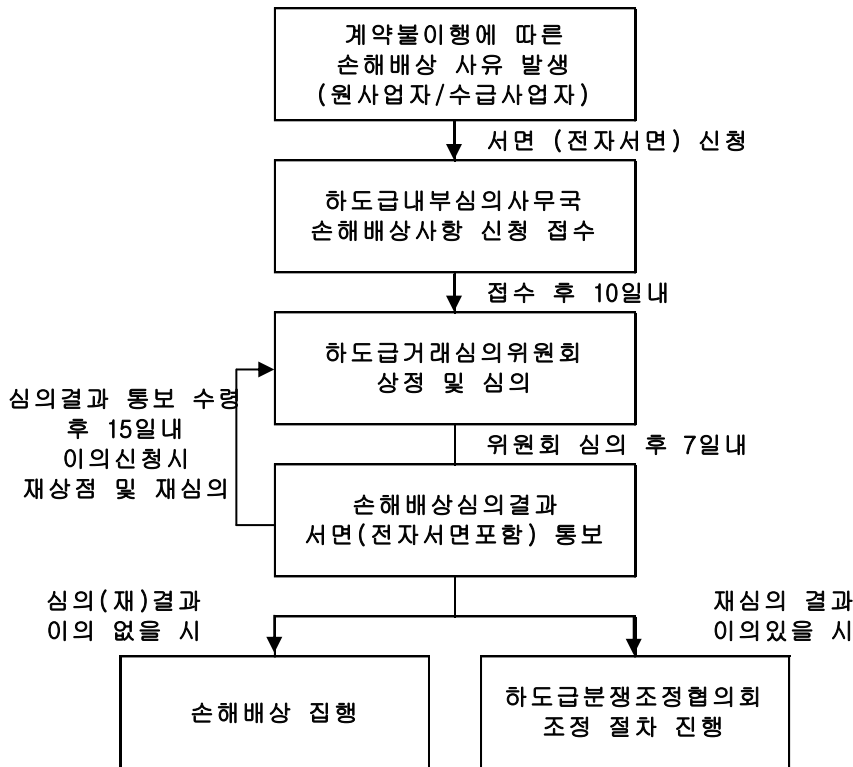 계약불이행에 따른
손해배상 사유 발생
(원사업자/수급사업자)
서면 (전자서면) 신청
하도급내부심의사무국
손해배상사항 신청 접수
접수 후 10일내
하도급거래심의위원회
상정 및 심의
심의결과 통보 수령
후 15일내
이의신청시
재상점 및 재심의
위원회 심의 후 7일내
손해배상심의결과
서면(전자서면포함) 통보
심의(재)결과
이의 없을 시
재심의 결과
이의있을 시
손해배상 집행
하도급분쟁조정협의회
조정 절차 진행